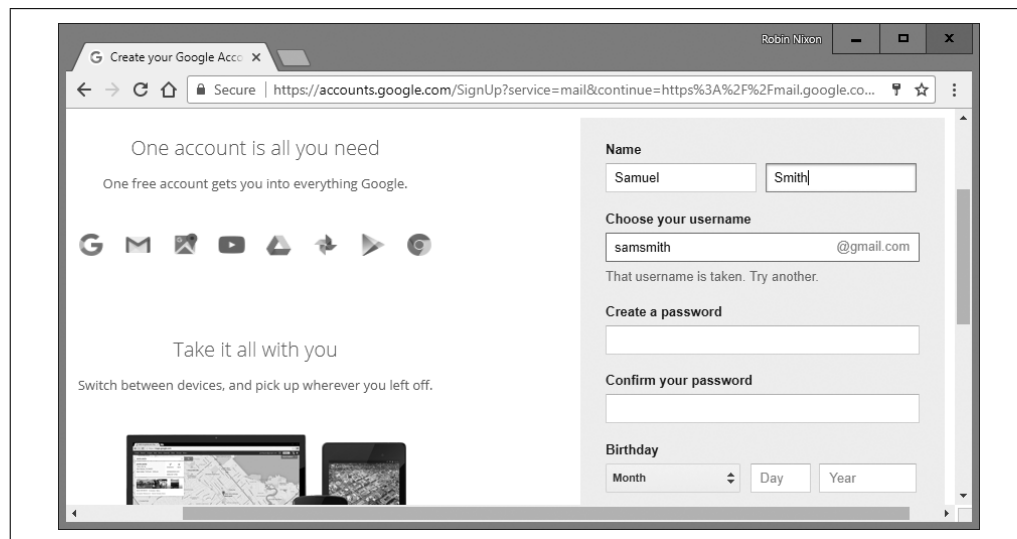 Robin Nixon
G Create your Google Acco
Secure | https://accounts.google.com/SignUp?service=mail&continue=https%3A%2F%2Fmail.google.co...
One account is all you need
One free account gets you into everything Google.
Take it all with you
Switch between devices, and pick up wherever you left off.
Name
Samuel Smith
Choose your username
samsmith @gmail.com
That username is taken. Try another.
Create a password
Confirm your password
Birthday
Month Day Year